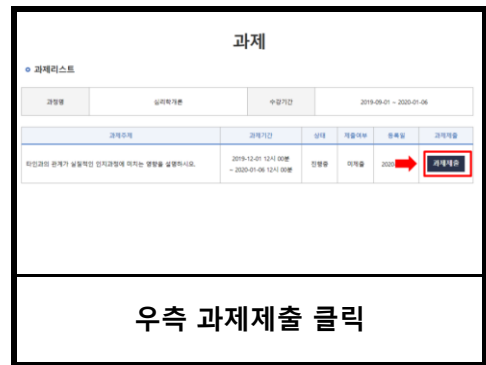 과제
과제리스트
과정명 심리학개론 수강기간 2019-09-01 ~ 2020-01-06
과제주제 과제기간 상태 제출여부 등록일 과제제출
타인과의 관계가 실질적인 인지과정에 미치는 영향을 설명하시오. 2019-12-01 12시 00분 진행중 미제출 2020- 과제제출
~ 2020-01-06 12시 00분
우측 과제제출 클릭